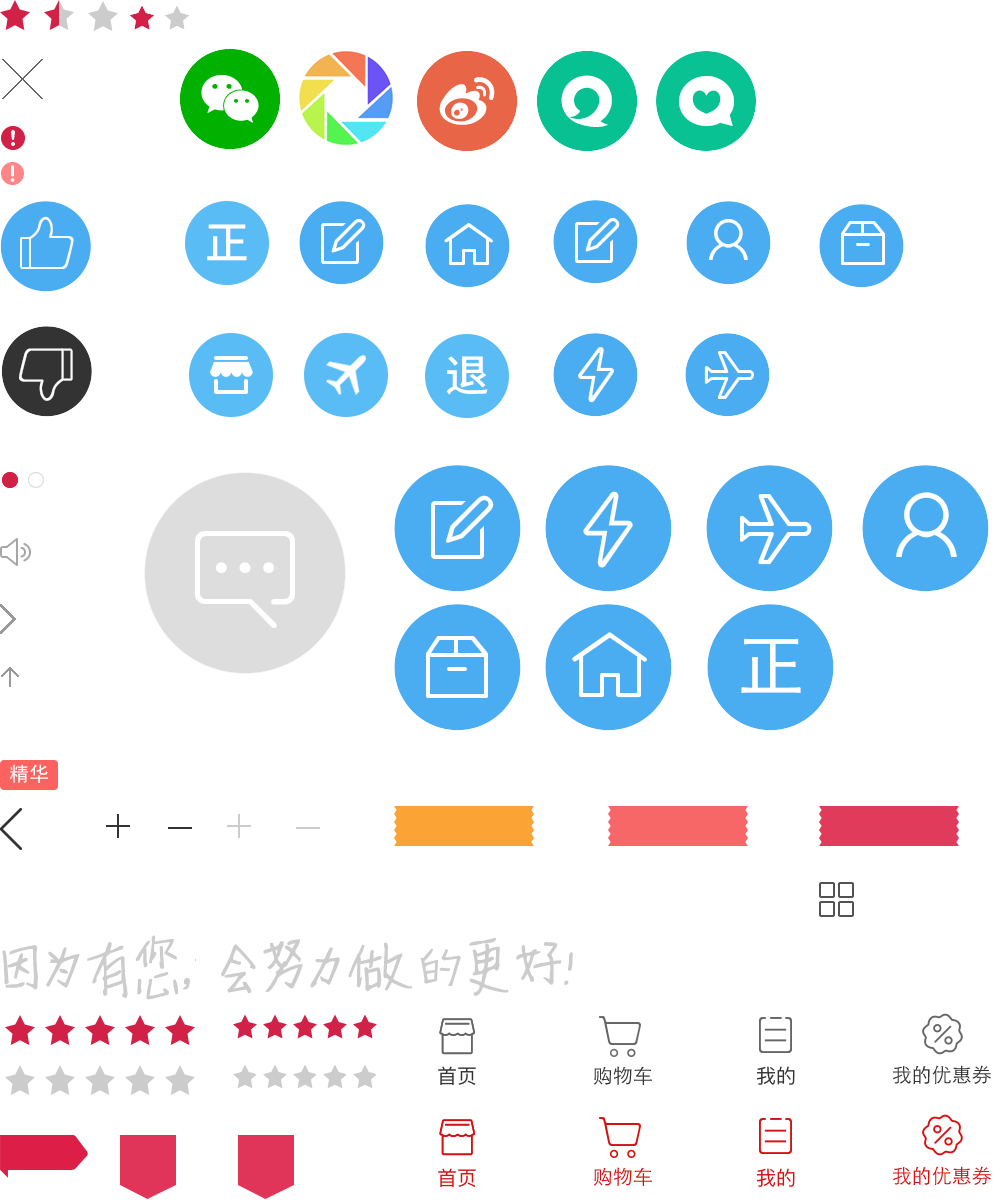 正
退
正
精华
因为有您，会努力做的更好！
首页 购物车 我的 我的优惠券
首页 购物车 我的 我的优惠券